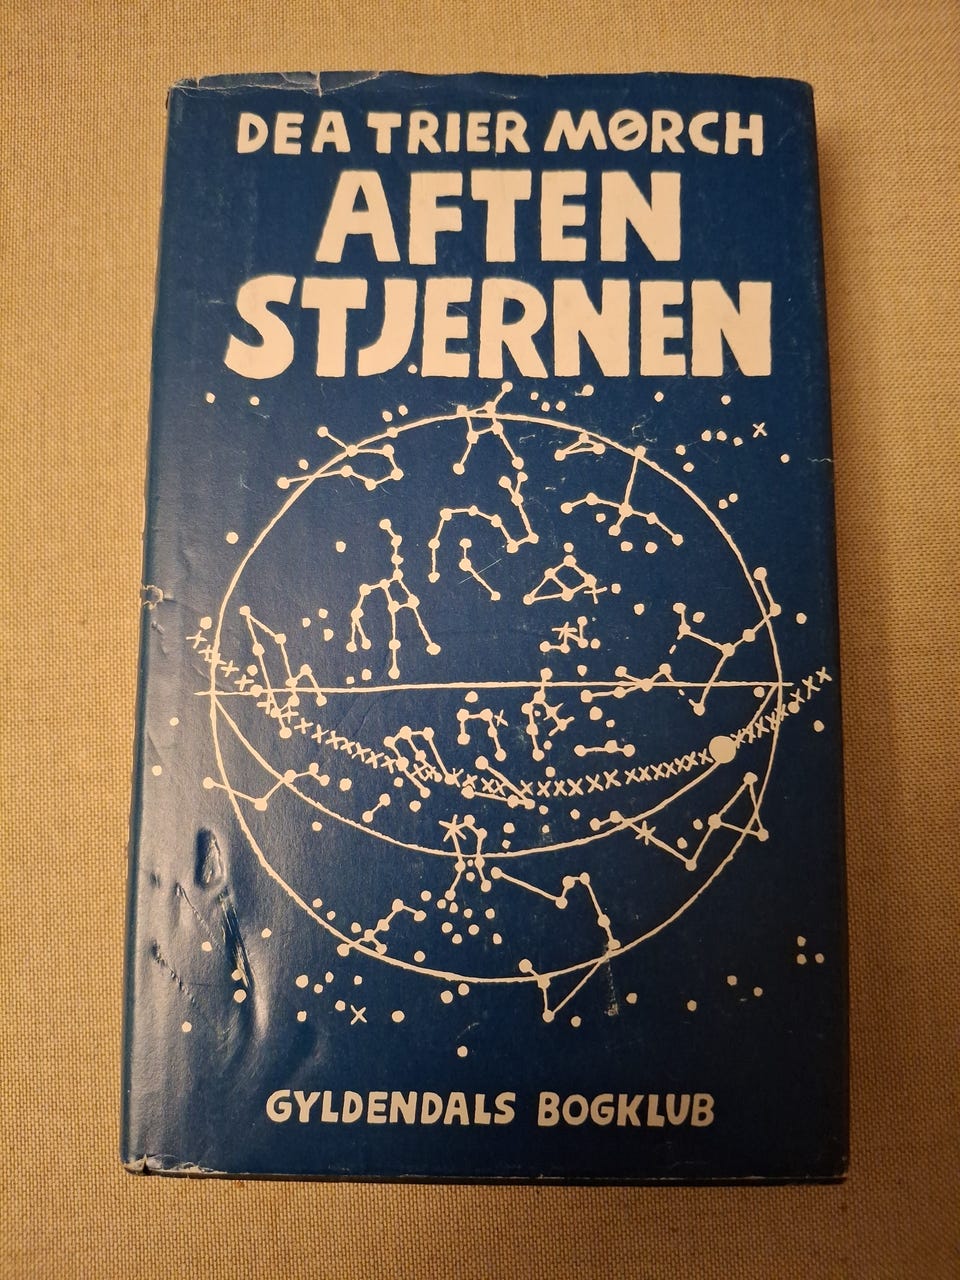 DEA TRIER MØRCH
AFTEN
STJERNEN
GYLDENDALS BOGKLUB